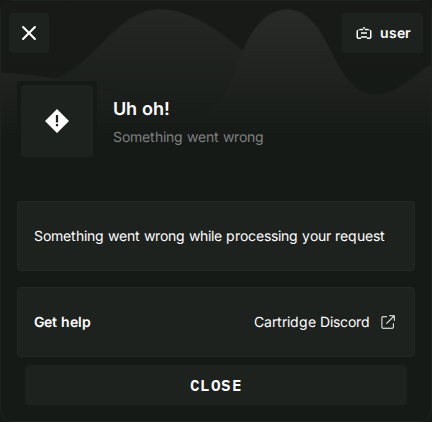 user
Uh oh!
Something went wrong
Something went wrong while processing your request
Get help
Cartridge Discord
CLOSE